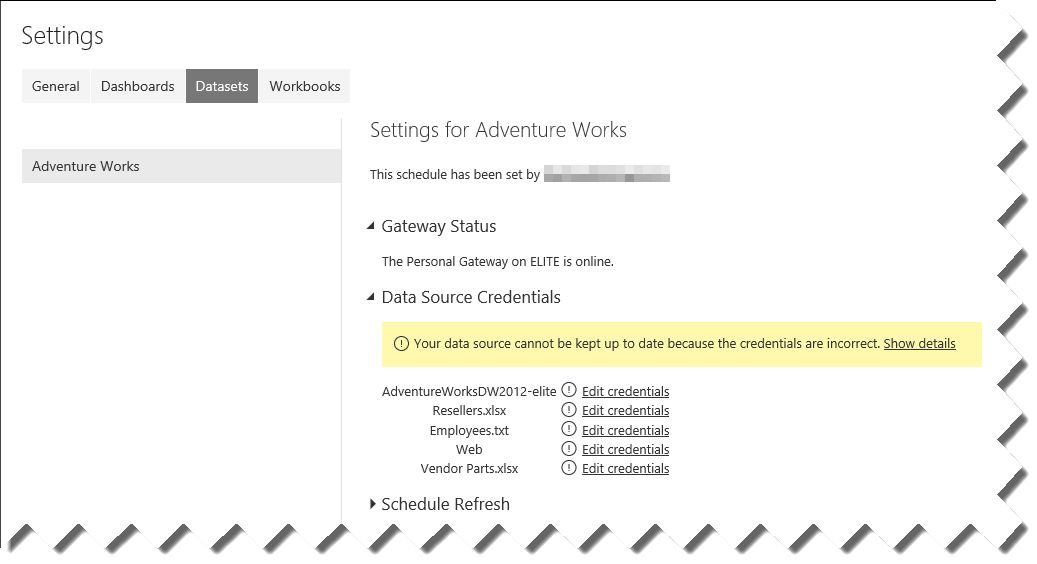 Settings
General Dashboards Datasets Workbooks
Adventure Works
Settings for Adventure Works
This schedule has been set by
Gateway Status
The Personal Gateway on ELITE is online.
Data Source Credentials
Your data source cannot be kept up to date because the credentials are incorrect. Show details
AdventureWorksDW2012-elite Edit credentials
Resellers.xlsx Edit credentials
Employees.txt Edit credentials
Web Edit credentials
Vendor Parts.xlsx Edit credentials
Schedule Refresh